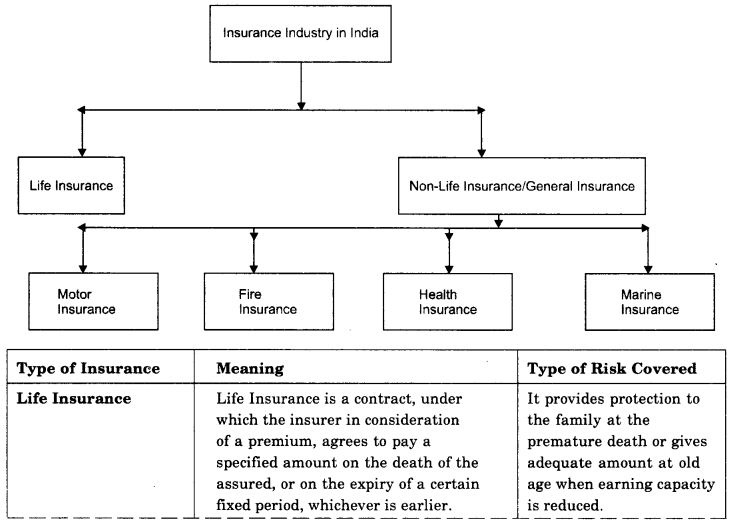 Insurance Industry in India
Life Insurance
Non-Life Insurance/General Insurance
Motor
Insurance
Fire
Insurance
Health
Insurance
Marine
Insurance
Type of Insurance
Meaning
Type of Risk Covered
Life Insurance
Life Insurance is a contract, under
which the insurer in consideration
of a premium, agrees to pay a
specified amount on the death of the
assured, or on the expiry of a certain
fixed period, whichever is earlier.
It provides protection to
the family at the
premature death or gives
adequate amount at old
age when earning capacity
is reduced.